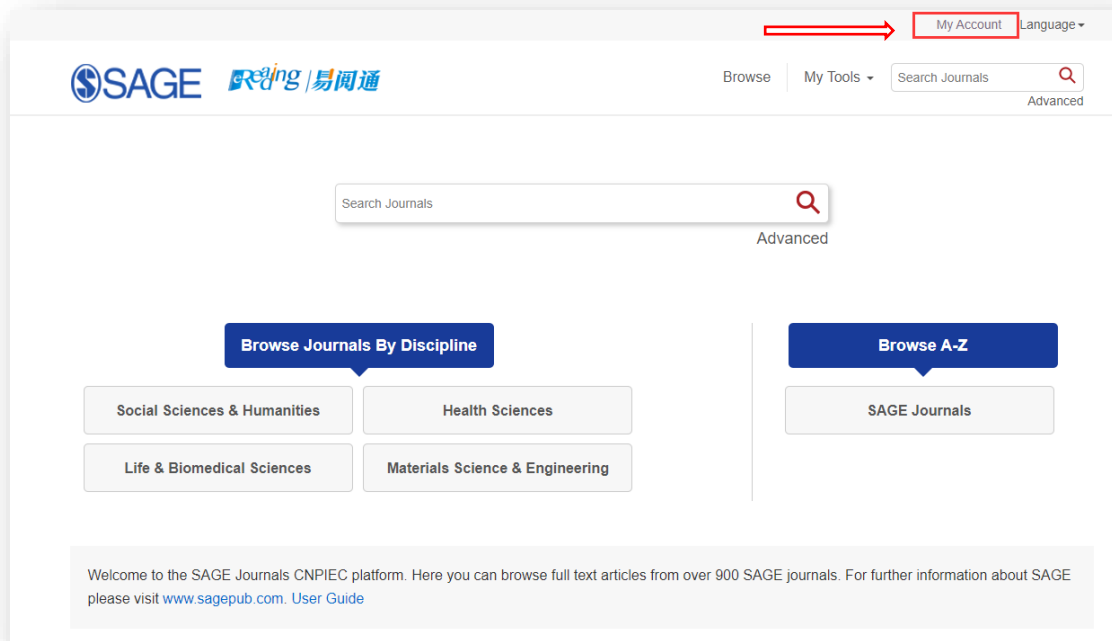 My Account Language
SAGE CNPeReading |易阅通 Browse My Tools Search Journals
Advanced
Search Journals
Advanced
Browse Journals By Discipline Browse A-Z
Social Sciences & Humanities Health Sciences SAGE Journals
Life & Biomedical Sciences Materials Science & Engineering
Welcome to the SAGE Journals CNPIEC platform. Here you can browse full text articles from over 900 SAGE journals. For further information about SAGE
please visit www.sagepub.com. User Guide